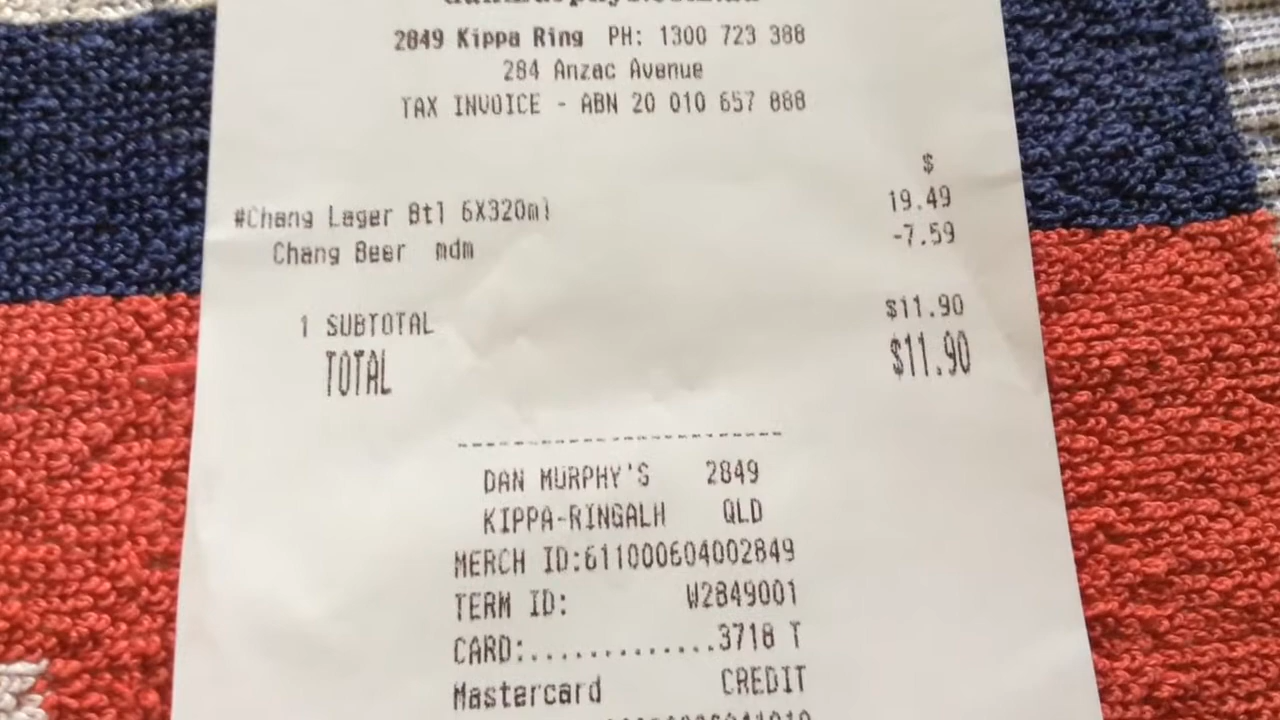 2849 Kippa Ring PH: 1300 723 388
284 Anzac Avenue
TAX INVOICE - ABN 20 010 657 888
$
#Chang Lager Btl 6X320ml 19.49
Chang Beer mdm -7.59
1 SUBTOTAL $11.90
TOTAL $11.90
------------------------------
DAN MURPHY'S 2849
KIPPA-RINGALH QLD
MERCH ID:611000604002849
TERM ID: W2849001
CARD:..............3718 T
Mastercard CREDIT